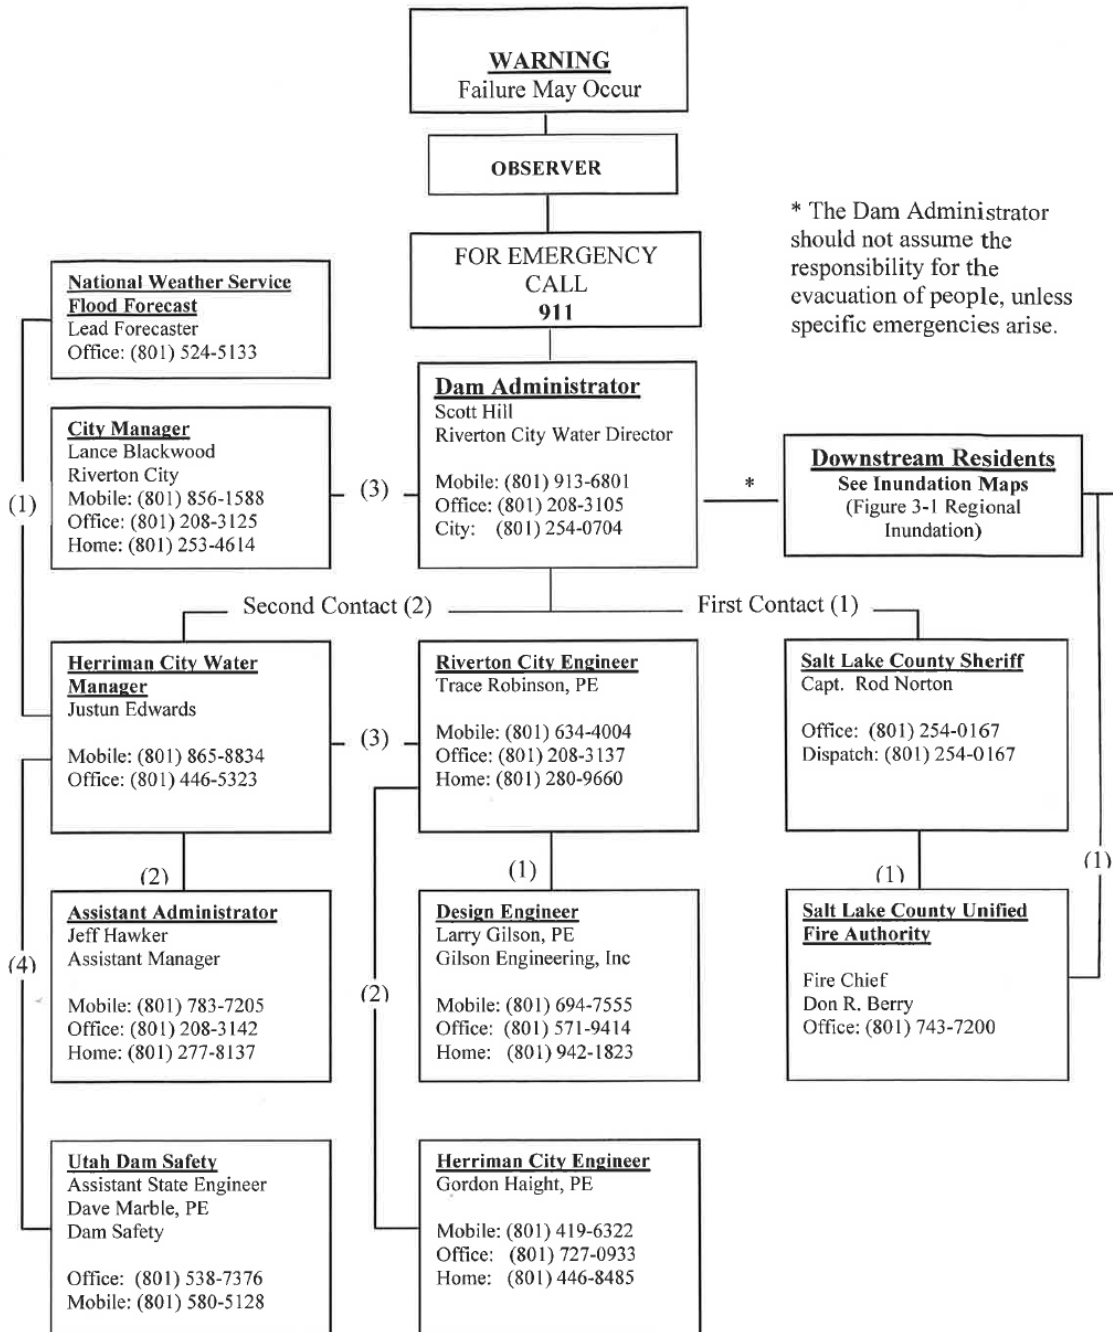 WARNING
Failure May Occur
OBSERVER
FOR EMERGENCY
CALL
911
* The Dam Administrator
should not assume the
responsibility for the
evacuation of people, unless
specific emergencies arise.
National Weather Service
Flood Forecast
Lead Forecaster
Office: (801) 524-5133
City Manager
Lance Blackwood
Riverton City
Mobile: (801) 856-1588
Office: (801) 208-3125
Home: (801) 253-4614
(1)
(3)
Dam Administrator
Scott Hill
Riverton City Water Director
Mobile: (801) 913-6801
Office: (801) 208-3105
City: (801) 254-0704
*
Downstream Residents
See Inundation Maps
(Figure 3-1 Regional
Inundation)
Second Contact (2)
First Contact (1)
Herriman City Water
Manager
Justun Edwards
Mobile: (801) 865-8834
Office: (801) 446-5323
(3)
Riverton City Engineer
Trace Robinson, PE
Mobile: (801) 634-4004
Office: (801) 208-3137
Home: (801) 280-9660
Salt Lake County Sheriff
Capt. Rod Norton
Office: (801) 254-0167
Dispatch: (801) 254-0167
(2)
(1)
(1)
(1)
Assistant Administrator
Jeff Hawker
Assistant Manager
Mobile: (801) 783-7205
Office: (801) 208-3142
Home: (801) 277-8137
(4)
(2)
Design Engineer
Larry Gilson, PE
Gilson Engineering, Inc
Mobile: (801) 694-7555
Office: (801) 571-9414
Home: (801) 942-1823
Salt Lake County Unified
Fire Authority
Fire Chief
Don R. Berry
Office: (801) 743-7200
Utah Dam Safety
Assistant State Engineer
Dave Marble, PE
Dam Safety
Office: (801) 538-7376
Mobile: (801) 580-5128
Herriman City Engineer
Gordon Haight, PE
Mobile: (801) 419-6322
Office: (801) 727-0933
Home: (801) 446-8485